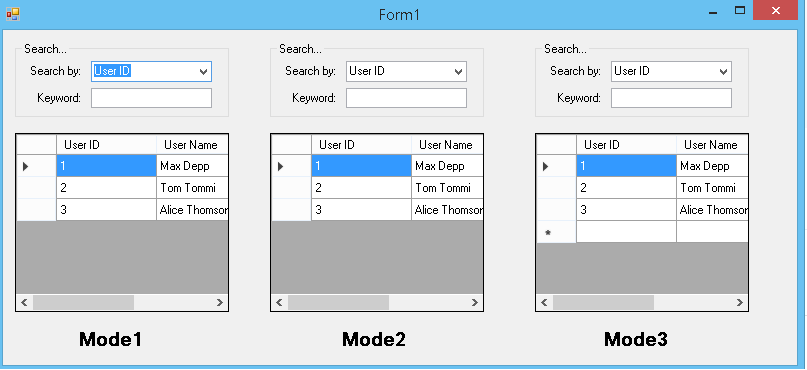 Form1
Search... Search... Search...
Search by: User ID Search by: User ID Search by: User ID
Keyword: Keyword: Keyword:
User ID User Name User ID User Name User ID User Name
1 Max Depp 1 Max Depp 1 Max Depp
2 Tom Tommi 2 Tom Tommi 2 Tom Tommi
3 Alice Thomson 3 Alice Thomson 3 Alice Thomson
Mode1 Mode2 Mode3